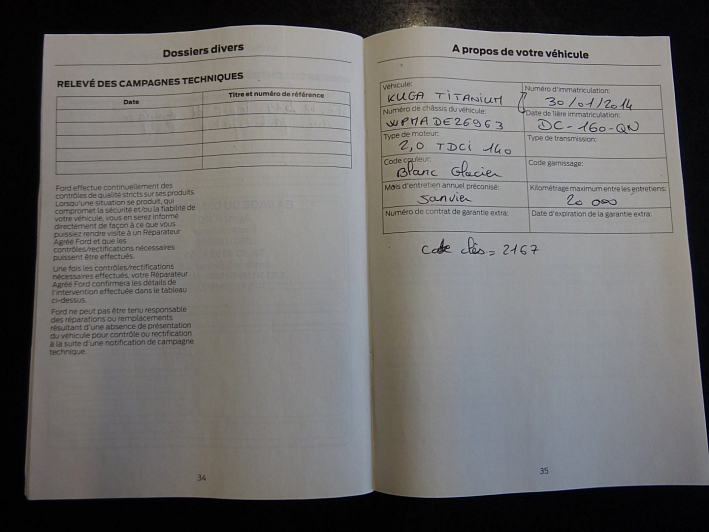 Dossiers divers
RELEVÉ DES CAMPAGNES TECHNIQUES
Date
Titre et numéro de référence
Ford effectue continuellement des
contrôles de qualité stricts sur ses produits.
Lorsqu'une situation se produit, qui
compromet la sécurité et/ou la fiabilité de
votre véhicule, vous en serez informé
directement de façon à ce que vous
puissiez rendre visite à un Réparateur
Agréé Ford et que les
contrôles/rectifications nécessaires
puissent être effectués.
Une fois les contrôles/rectifications
nécessaires effectués, votre Réparateur
Agréé Ford confirmera les détails de
l'intervention effectuée dans le tableau
ci-dessus.
Ford ne peut pas être tenu responsable
des réparations ou remplacements
résultant d'une absence de présentation
du véhicule pour contrôle ou rectification
à la suite d'une notification de campagne
technique.
34
A propos de votre véhicule
Véhicule:
KUGA TITANIUM
Numéro d'immatriculation:
30/01/2014
Numéro de châssis du véhicule:
WPMADE26963
Date de 1ière immatriculation:
DC-160-QN
Type de moteur:
2,0 TDCi 140
Type de transmission:
Code couleur:
Blanc Glacier
Code garnissage:
Mois d'entretien annuel préconisé:
Janvier
Kilométrage maximum entre les entretiens:
20 000
Numéro de contrat de garantie extra:
Date d'expiration de la garantie extra:
Code clés = 2167
35